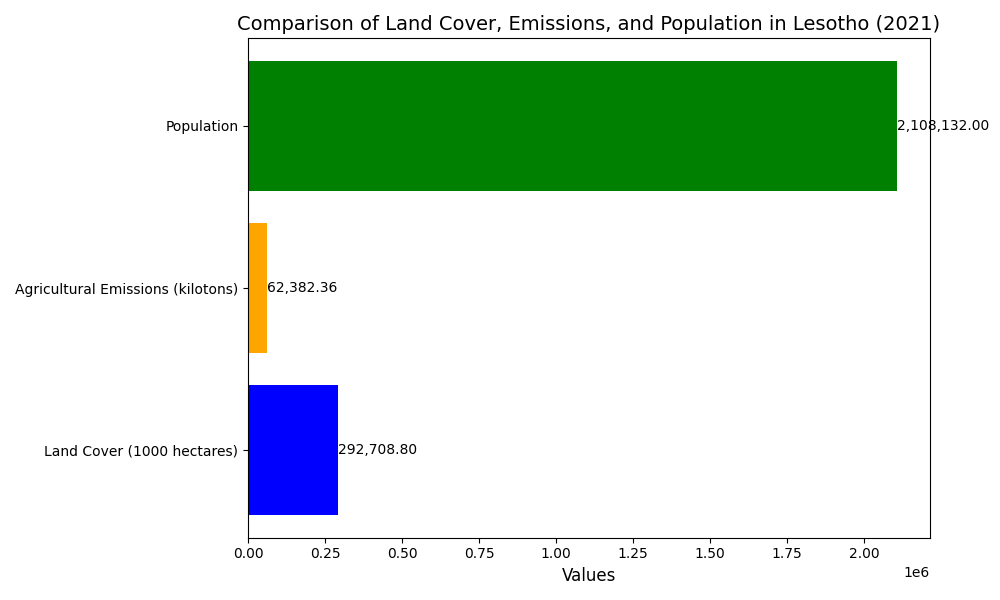 Comparison of Land Cover, Emissions, and Population in Lesotho (2021)
Population
2,108,132.00
Agricultural Emissions (kilotons)
62,382.36
Land Cover (1000 hectares)
292,708.80
0.00 0.25 0.50 0.75 1.00 1.25 1.50 1.75 2.00
1e6
Values